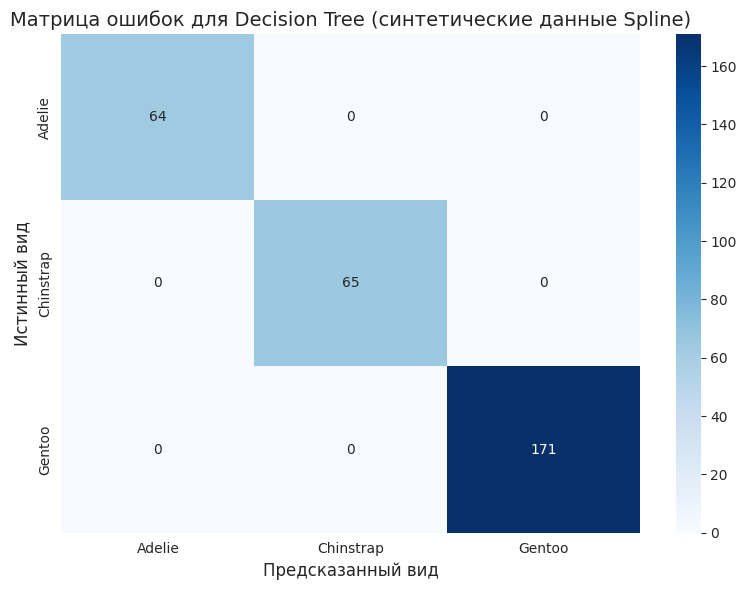 Матрица ошибок для Decision Tree (синтетические данные Spline)
Истинный вид
Adelie
64
0
0
Chinstrap
0
65
0
Gentoo
0
0
171
Adelie
Chinstrap
Gentoo
Предсказанный вид
160
140
120
100
80
60
40
20
0